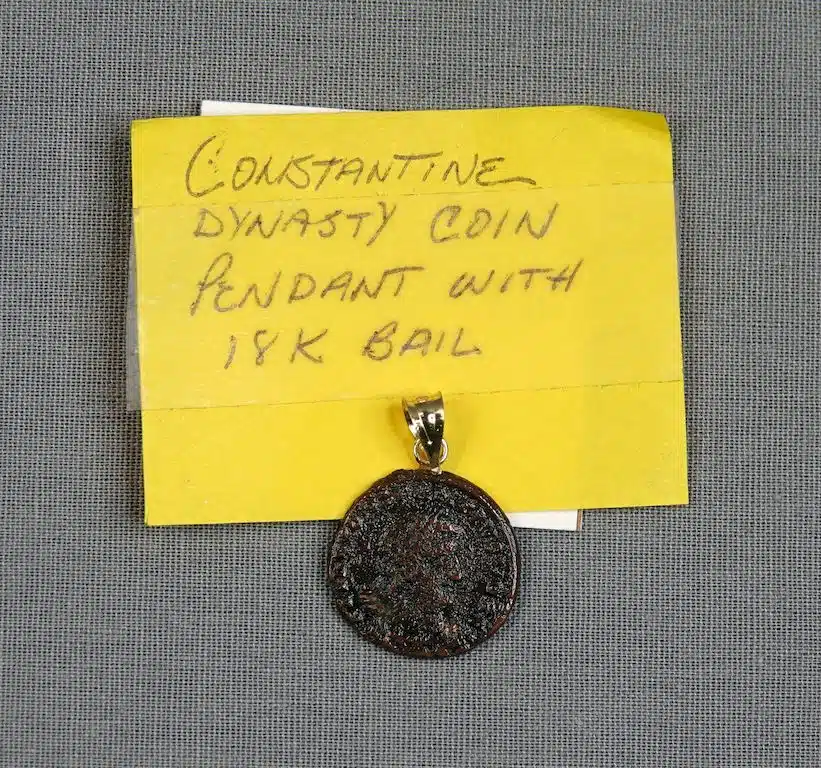 CONSTANTINE
DYNASTY COIN
PENDANT WITH
18K BAIL